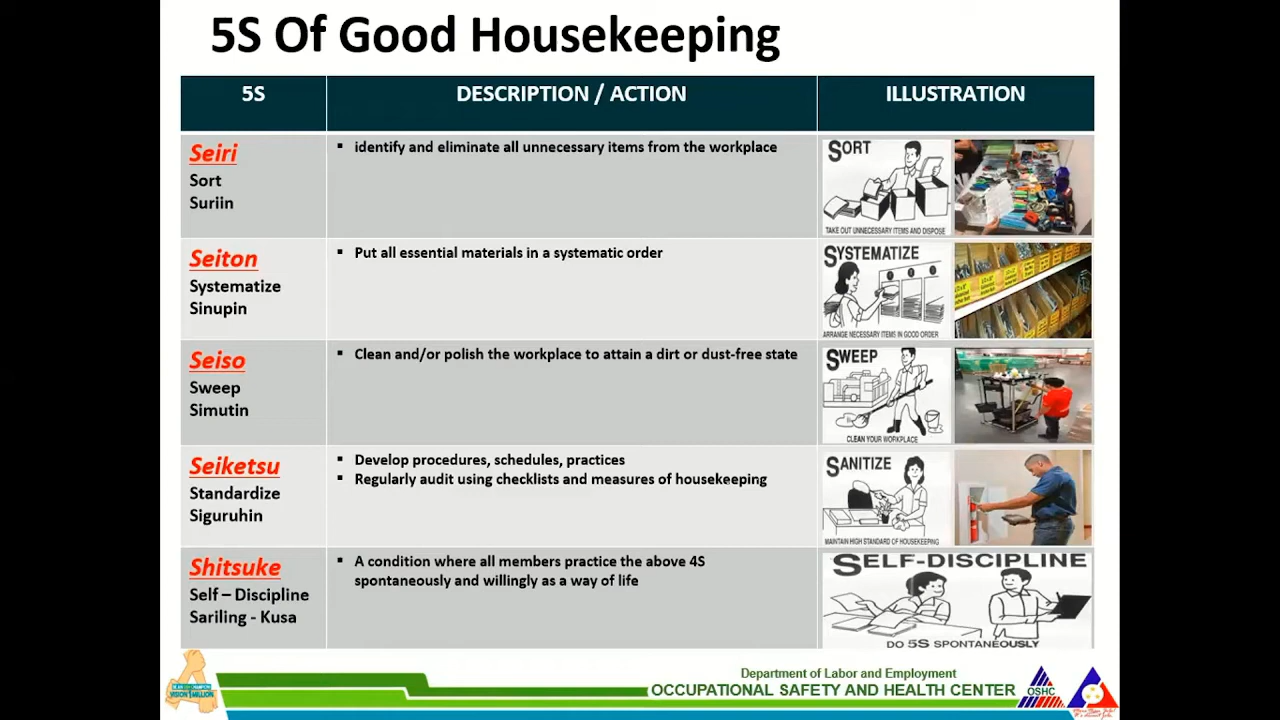 5S Of Good Housekeeping
5S
DESCRIPTION / ACTION
ILLUSTRATION
Seiri
Sort
Suriin
▪ identify and eliminate all unnecessary items from the workplace
SORT
TAKE OUT UNNECESSARY ITEMS AND DISPOSE
Seiton
Systematize
Sinupin
▪ Put all essential materials in a systematic order
SYSTEMATIZE
ARRANGE NECESSARY ITEMS IN GOOD ORDER
Seiso
Sweep
Simutin
▪ Clean and/or polish the workplace to attain a dirt or dust-free state
SWEEP
CLEAN YOUR WORKPLACE
Seiketsu
Standardize
Siguruhin
▪ Develop procedures, schedules, practices
▪ Regularly audit using checklists and measures of housekeeping
SANITIZE
MAINTAIN HIGH STANDARD OF HOUSEKEEPING
Shitsuke
Self – Discipline
Sariling - Kusa
▪ A condition where all members practice the above 4S
spontaneously and willingly as a way of life
SELF-DISCIPLINE
DO 5S SPONTANEOUSLY
VISION 1 MILLION
Department of Labor and Employment
OCCUPATIONAL SAFETY AND HEALTH CENTER
OSHC